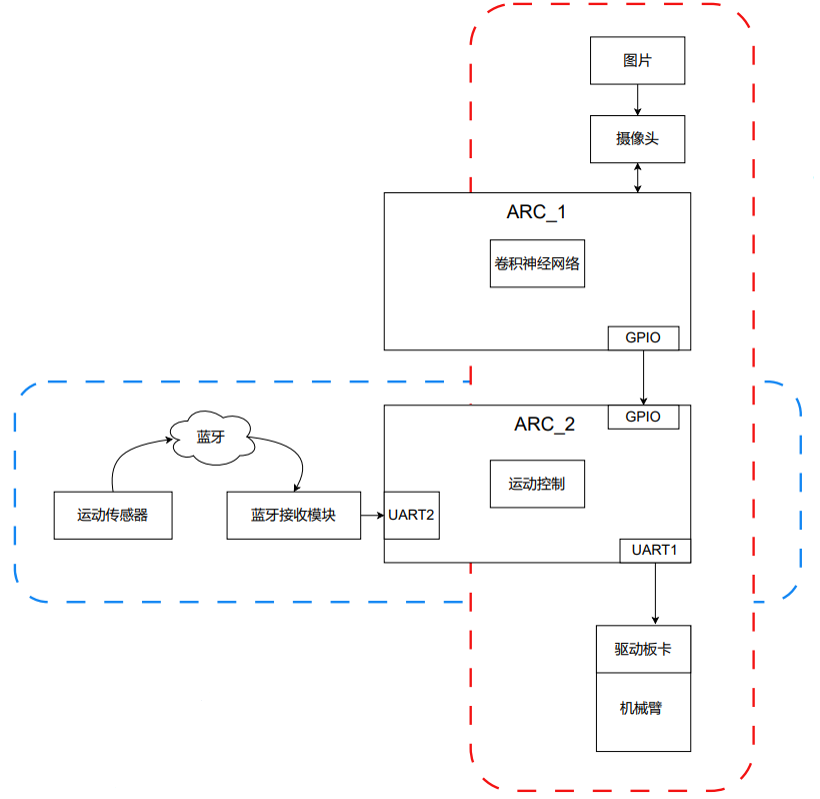 图片
摄像头
ARC_1
卷积神经网络
GPIO
GPIO
ARC_2
蓝牙
运动控制
运动传感器
蓝牙接收模块
UART2
UART1
驱动板卡
机械臂